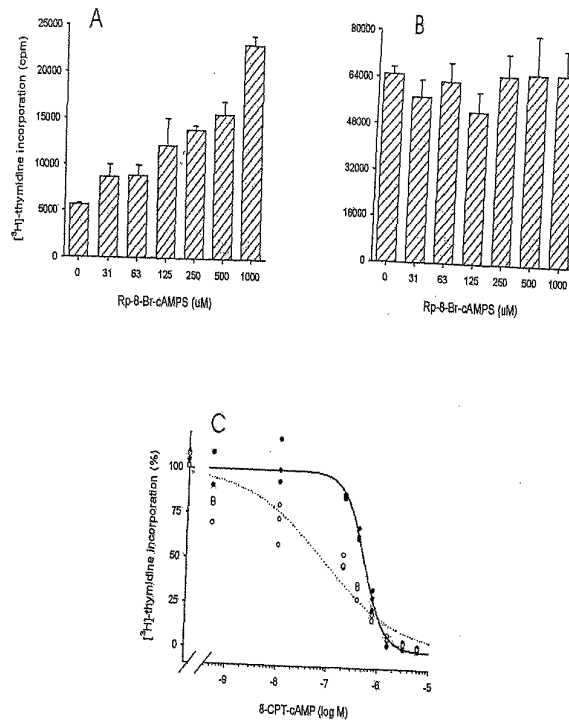 A
[³H]-thymidine incorporation (cpm)
25000
20000
15000
10000
5000
0
0 31 63 125 250 500 1000
Rp-8-Br-cAMPS (uM)
B
80000
64000
48000
32000
16000
0
0 31 63 125 250 500 1000
Rp-8-Br-cAMPS (uM)
C
[³H]-thymidine incorporation (%)
100
75
50
25
0
-9 -8 -7 -6 -5
8-CPT-cAMP (log M)